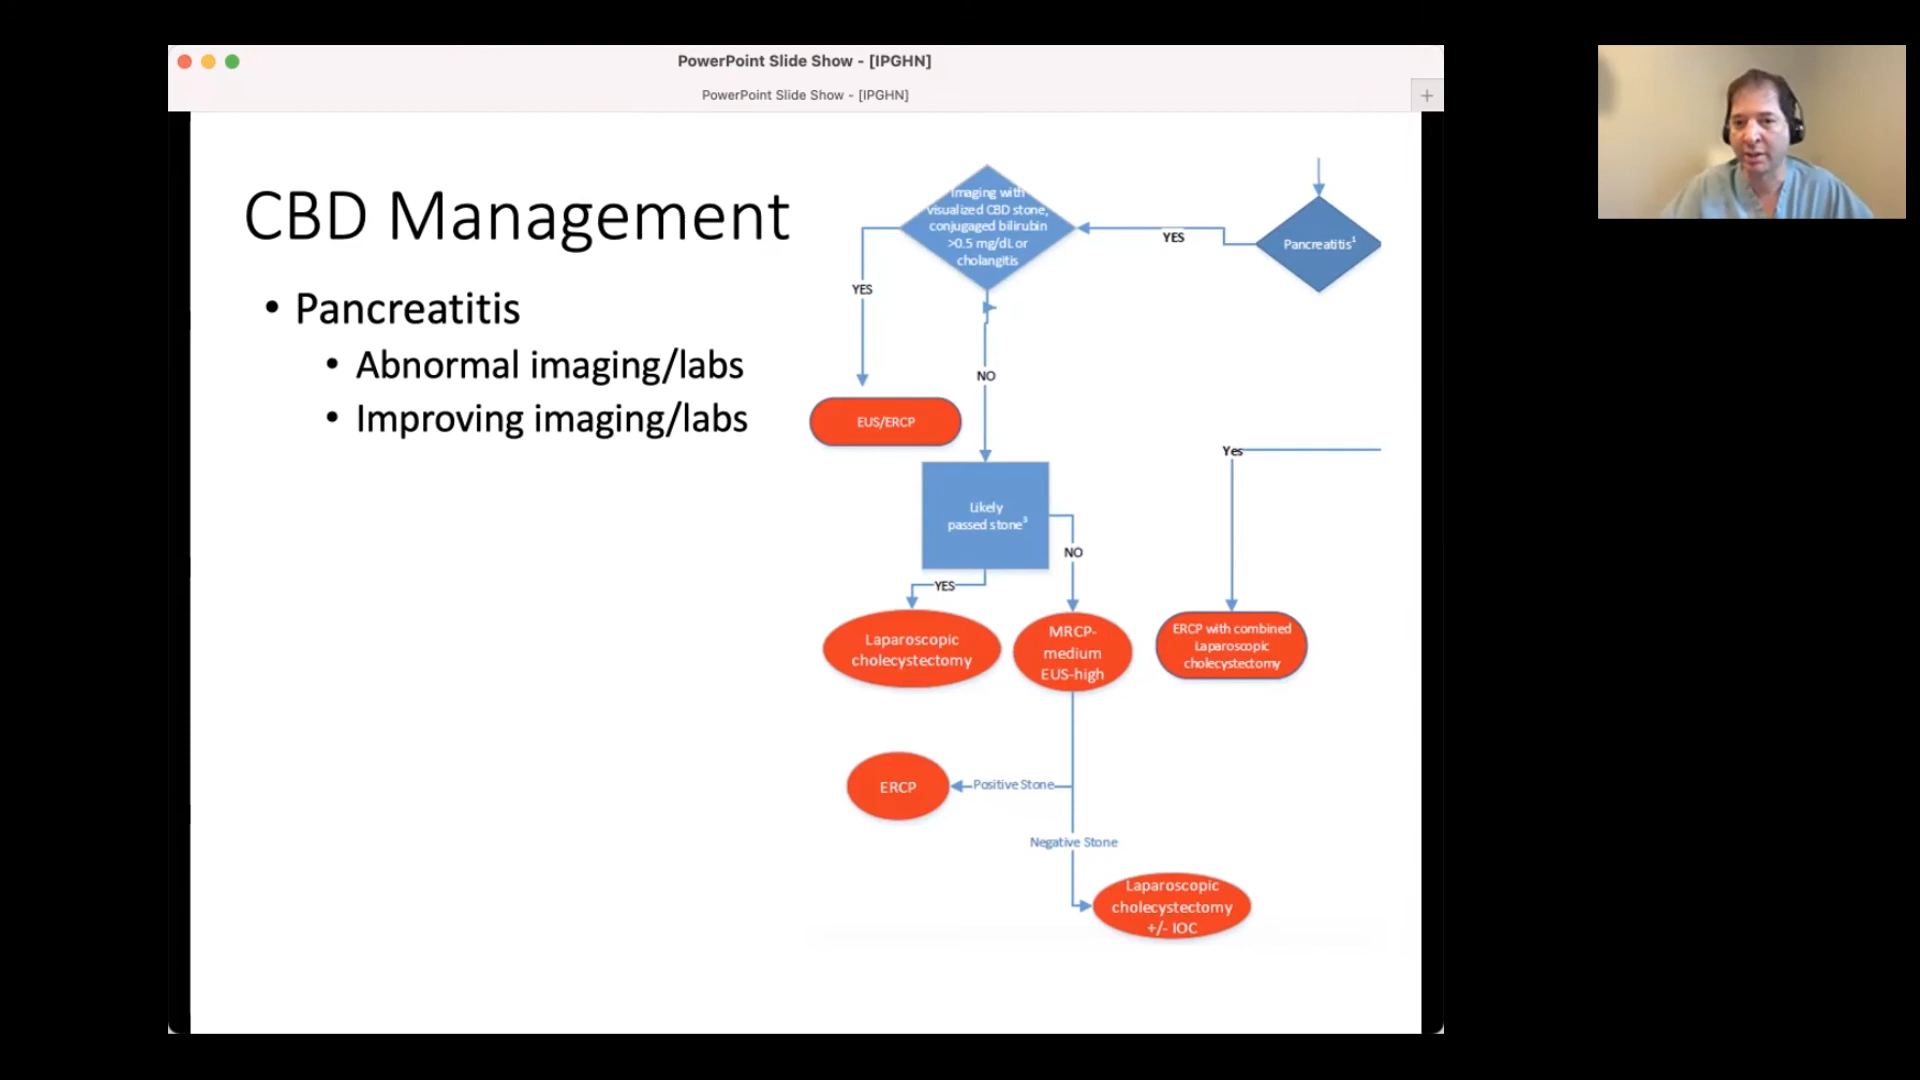 PowerPoint Slide Show - [IPGHN]
PowerPoint Slide Show - [IPGHN]
CBD Management
• Pancreatitis
• Abnormal imaging/labs
• Improving imaging/labs
Imaging with
visualized CBD stone,
conjugaged bilirubin
>0.5 mg/dL or
cholangitis
YES
Pancreatitis¹
YES
NO
EUS/ERCP
Yes
Likely
passed stone³
NO
YES
Laparoscopic
cholecystectomy
MRCP-
medium
EUS-high
ERCP with combined
Laparoscopic
cholecystectomy
ERCP
Positive Stone
Negative Stone
Laparoscopic
cholecystectomy
+/- IOC